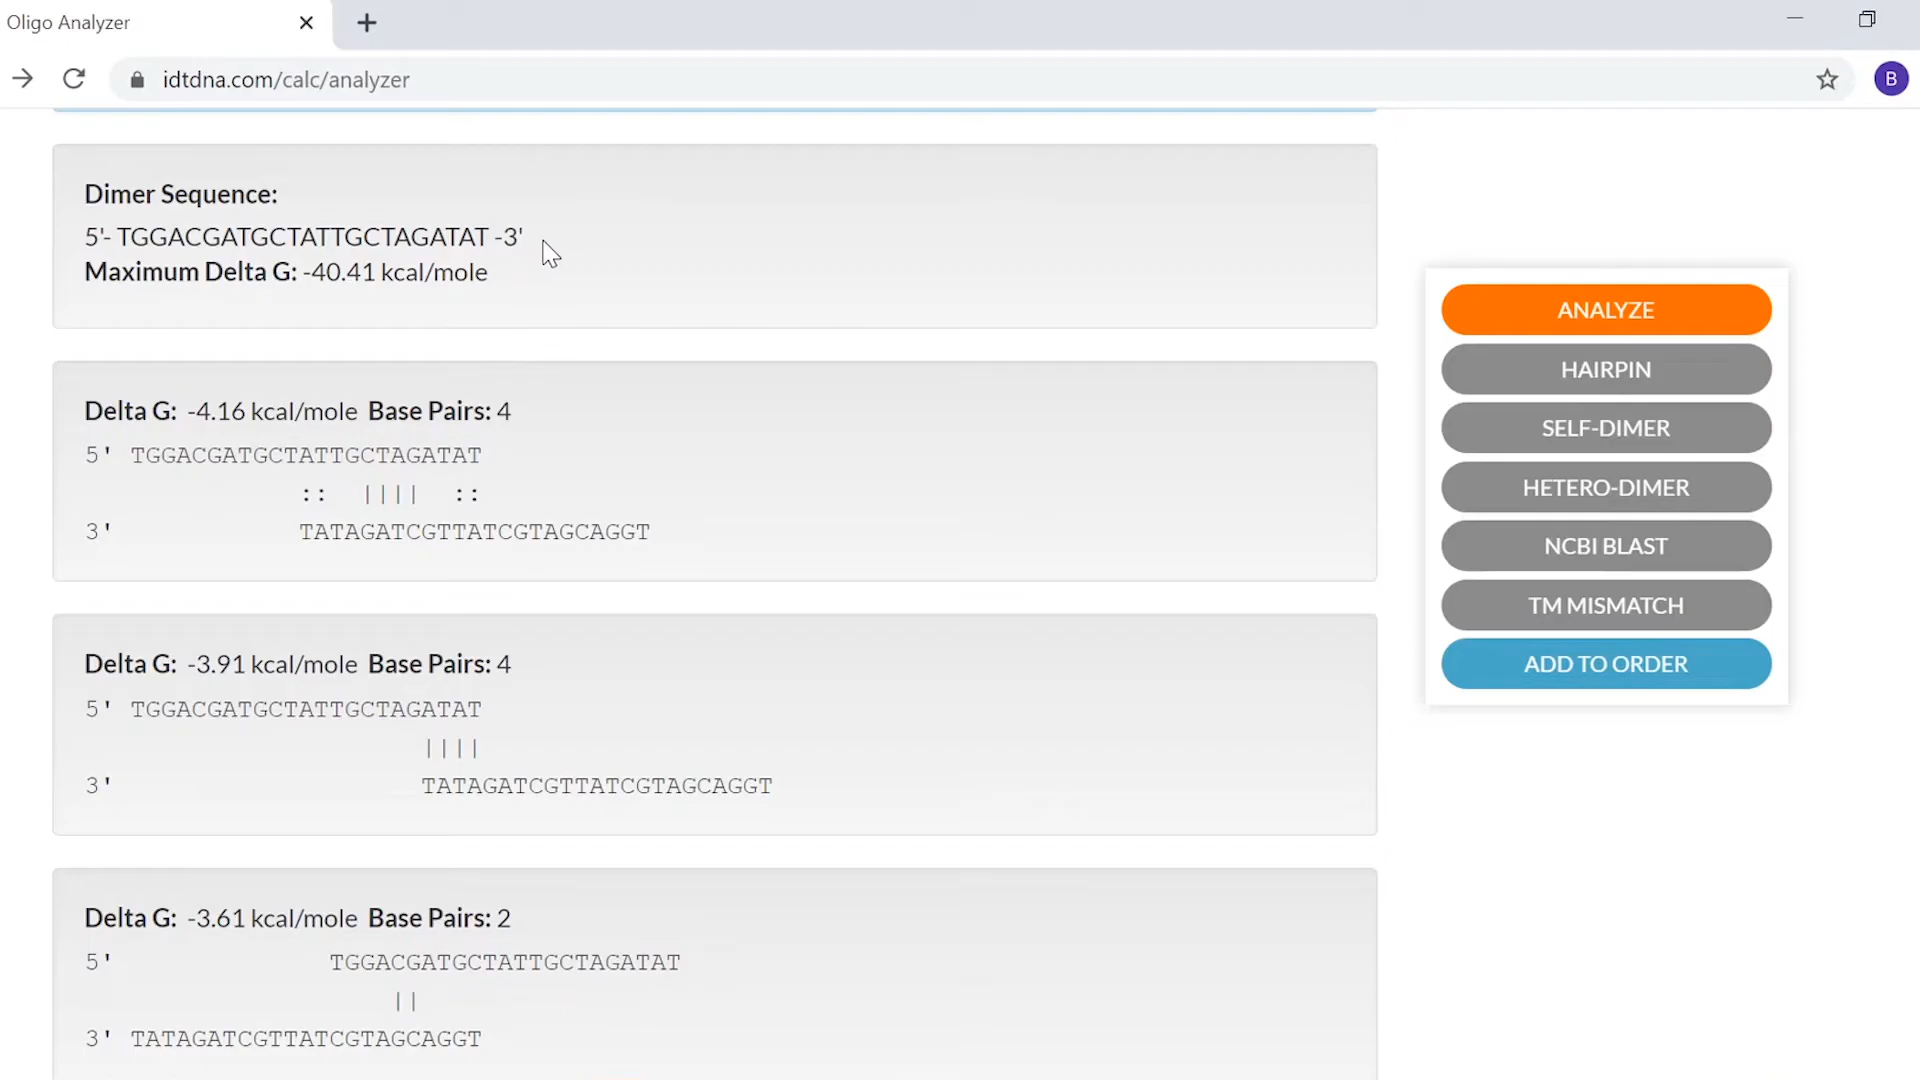 Oligo Analyzer
idtdna.com/calc/analyzer
B
Dimer Sequence:
5'- TGGACGATGCTATTGCTAGATAT -3'
Maximum Delta G: -40.41 kcal/mole
Delta G: -4.16 kcal/mole Base Pairs: 4
5' TGGACGATGCTATTGCTAGATAT
:: |||| ::
3' TATAGATCGTTATCGTAGCAGGT
Delta G: -3.91 kcal/mole Base Pairs: 4
5' TGGACGATGCTATTGCTAGATAT
||||
3' TATAGATCGTTATCGTAGCAGGT
Delta G: -3.61 kcal/mole Base Pairs: 2
5' TGGACGATGCTATTGCTAGATAT
||
3' TATAGATCGTTATCGTAGCAGGT
ANALYZE
HAIRPIN
SELF-DIMER
HETERO-DIMER
NCBI BLAST
TM MISMATCH
ADD TO ORDER